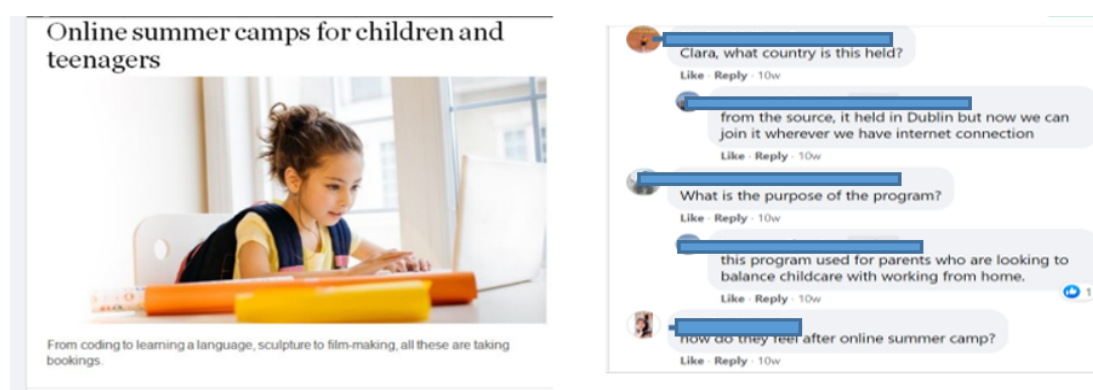 Online summer camps for children and
teenagers
From coding to learning a language, sculpture to film-making, all these are taking
bookings.
Clara, what country is this held?
Like · Reply · 10w
from the source, it held in Dublin but now we can
join it wherever we have internet connection
Like · Reply · 10w
What is the purpose of the program?
Like · Reply · 10w
this program used for parents who are looking to
balance childcare with working from home.
Like · Reply · 10w
1
how do they feel after online summer camp?
Like · Reply · 10w